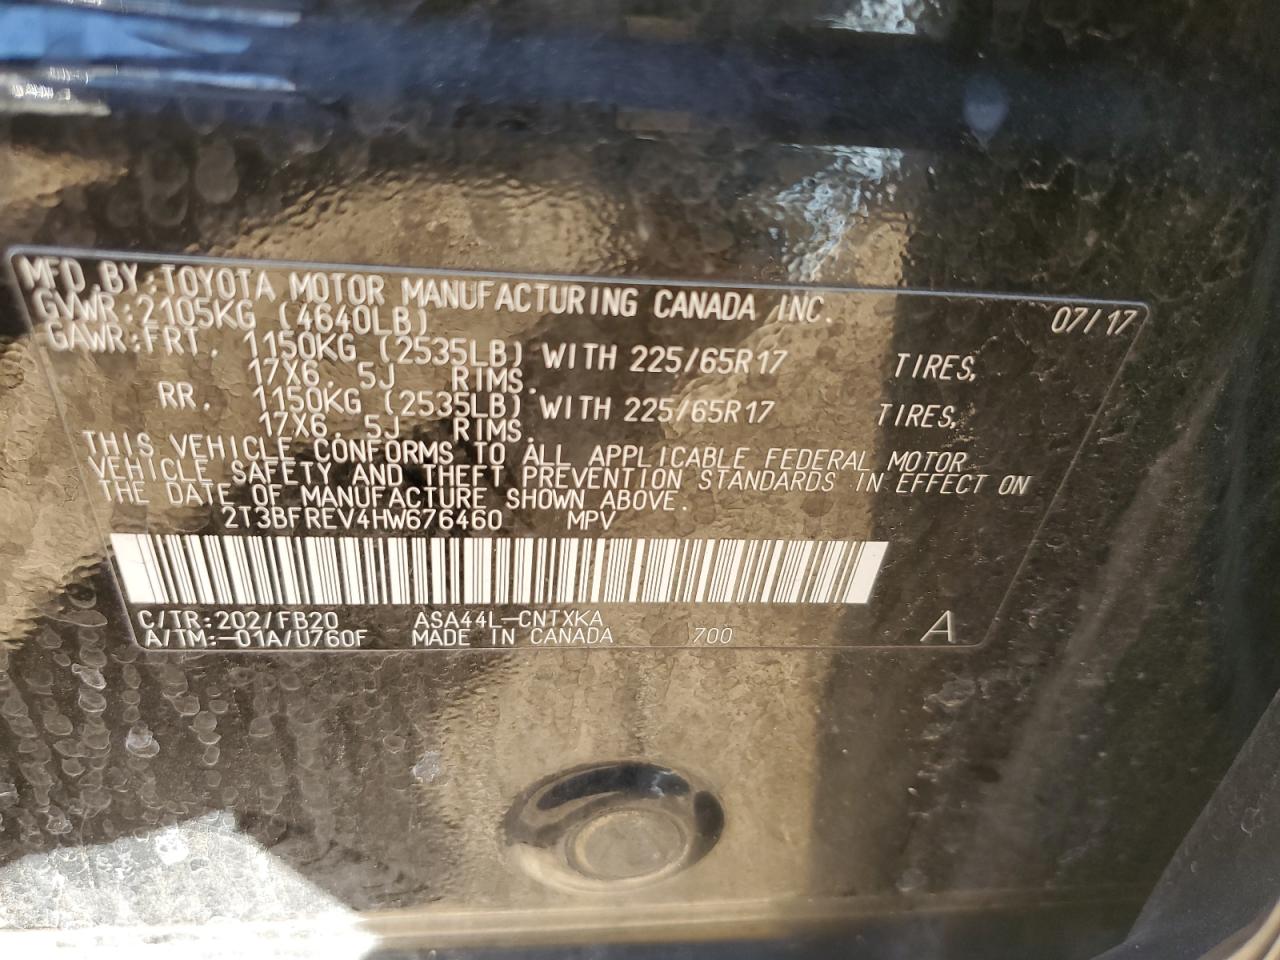 MFD.BY:TOYOTA MOTOR MANUFACTURING CANADA INC. 07/17
GVWR:2105KG (4640LB)
GAWR:FRT. 1150KG (2535LB) WITH 225/65R17 TIRES,
17X6.5J RIMS.
RR. 1150KG (2535LB) WITH 225/65R17 TIRES,
17X6.5J RIMS.
THIS VEHICLE CONFORMS TO ALL APPLICABLE FEDERAL MOTOR
VEHICLE SAFETY AND THEFT PREVENTION STANDARDS IN EFFECT ON
THE DATE OF MANUFACTURE SHOWN ABOVE.
2T3BFREV4HW676460 MPV
C/TR:202/FB20 ASA44L-CNTXKA
A/TM:-01A/U760F MADE IN CANADA 700 A